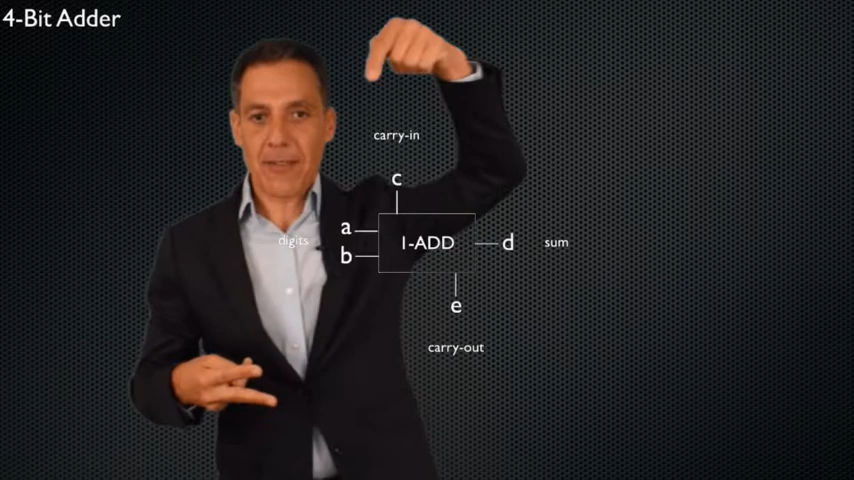 4-Bit Adder
carry-in
c
a
digits
1-ADD
d
sum
b
e
carry-out